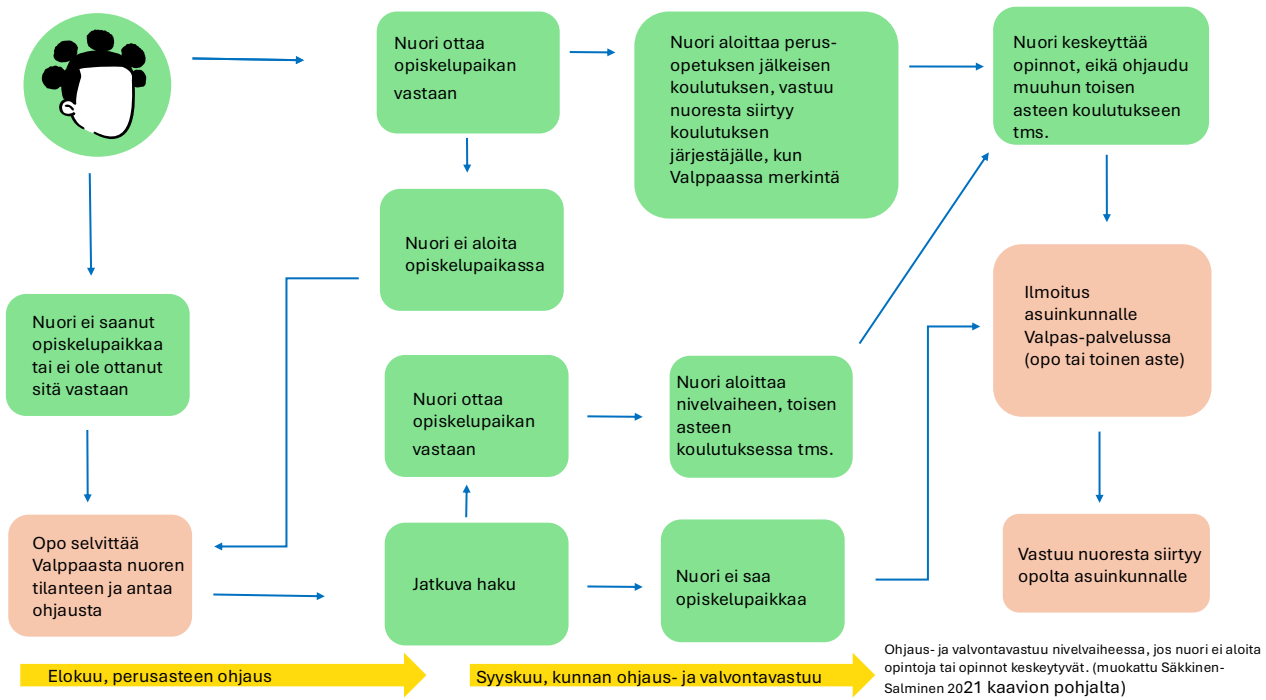 Nuori ottaa
opiskelupaikan
vastaan
Nuori aloittaa perus-
opetuksen jälkeisen
koulutuksen, vastuu
nuoresta siirtyy
koulutuksen
järjestäjälle, kun
Valppaassa merkintä
Nuori keskeyttää
opinnot, eikä ohjaudu
muuhun toisen
asteen koulutukseen
tms.
Nuori ei aloita
opiskelupaikassa
Nuori ei saanut
opiskelupaikkaa
tai ei ole ottanut
sitä vastaan
Ilmoitus
asuinkunnalle
Valpas-palvelussa
(opo tai toinen aste)
Nuori ottaa
opiskelupaikan
vastaan
Nuori aloittaa
nivelvaiheen, toisen
asteen
koulutuksessa tms.
Opo selvittää
Valppaasta nuoren
tilanteen ja antaa
ohjausta
Jatkuva haku
Nuori ei saa
opiskelupaikkaa
Vastuu nuoresta siirtyy
opolta asuinkunnalle
Elokuu, perusasteen ohjaus
Syyskuu, kunnan ohjaus- ja valvontavastuu
Ohjaus- ja valvontavastuu nivelvaiheessa, jos nuori ei aloita
opintoja tai opinnot keskeytyvät. (muokattu Säkkinen-
Salminen 2021 kaavion pohjalta)